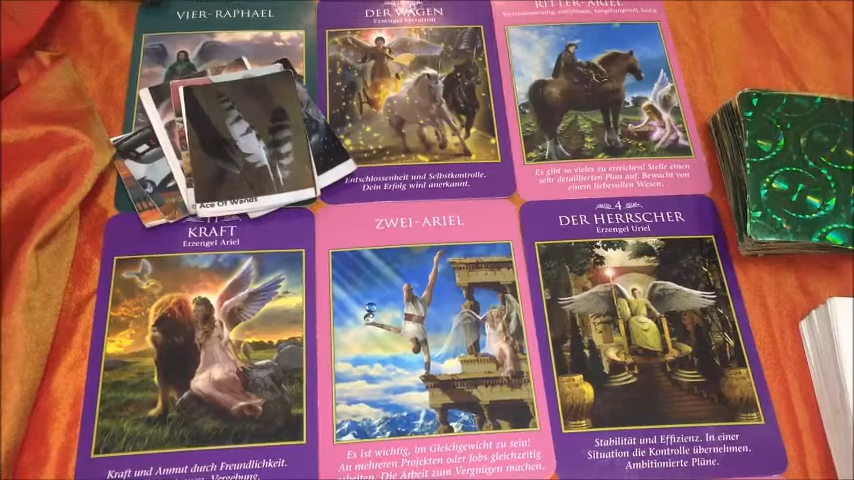 VIER-RAPHAEL
DER WAGEN
Erzengel Metatron
Entschlossenheit und Selbstkontrolle.
Dein Erfolg wird anerkannt.
RITTER-ARIEL
Es gibt so vieles zu erreichen! Stelle einen
sehr detaillierten Plan auf. Bewacht von
einem liebevollen Wesen.
Ace of Wands
KRAFT
Erzengel Ariel
Kraft und Anmut durch Freundlichkeit.
Vergebung.
ZWEI-ARIEL
Es ist wichtig, im Gleichgewicht zu sein!
An mehreren Projekten oder Jobs gleichzeitig
arbeiten. Die Arbeit zum Vergnügen machen.
4
DER HERRSCHER
Erzengel Uriel
Stabilität und Effizienz. In einer
Situation die Kontrolle übernehmen.
Ambitionierte Pläne.